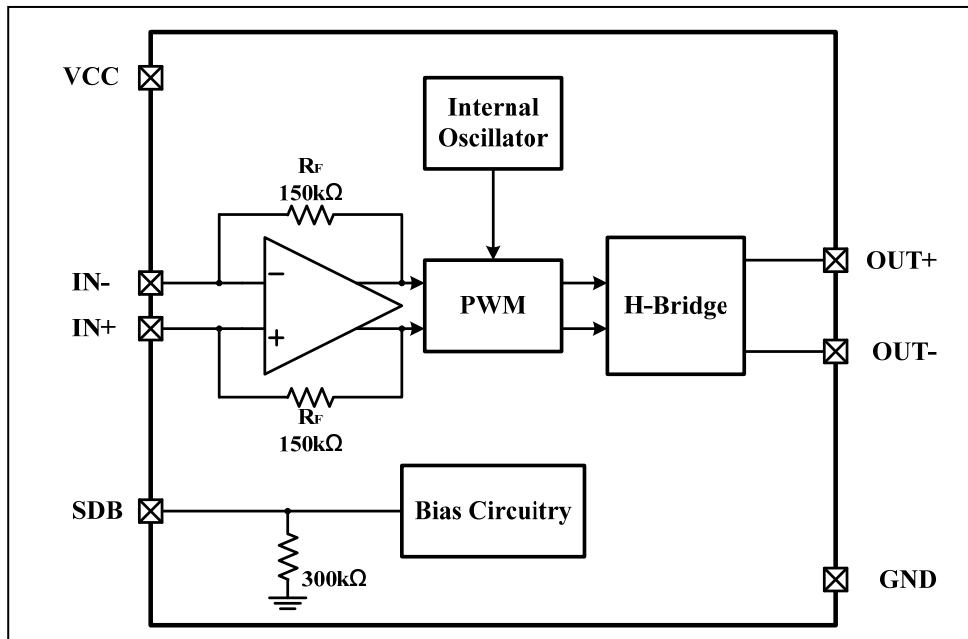 VCC
Internal
Oscillator
RF
150kΩ
IN-
IN+
−
+
PWM
H-Bridge
OUT+
OUT-
RF
150kΩ
SDB
Bias Circuitry
300kΩ
GND